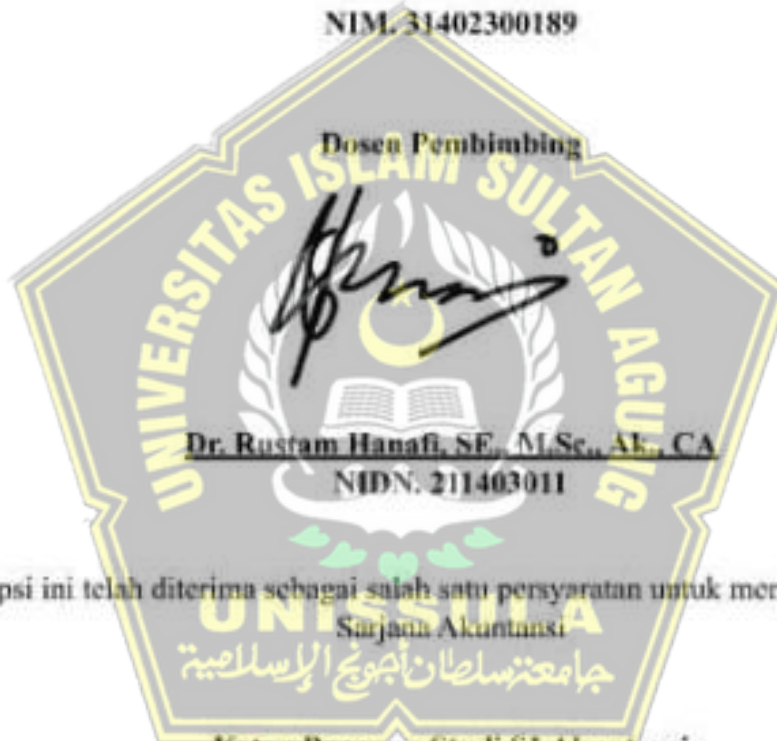 NIM. 31402300189
Dosen Pembimbing
UNIVERSITAS ISLAM SULTAN AGUNG
Dr. Rustam Hanafi, SE., M.Sc., Ak., CA
NIDN. 211403011
psi ini telah diterima sebagai salah satu persyaratan untuk mer
Sarjana Akuntansi
UNISSULA
جامعة سلطان أجونج الإسلامية